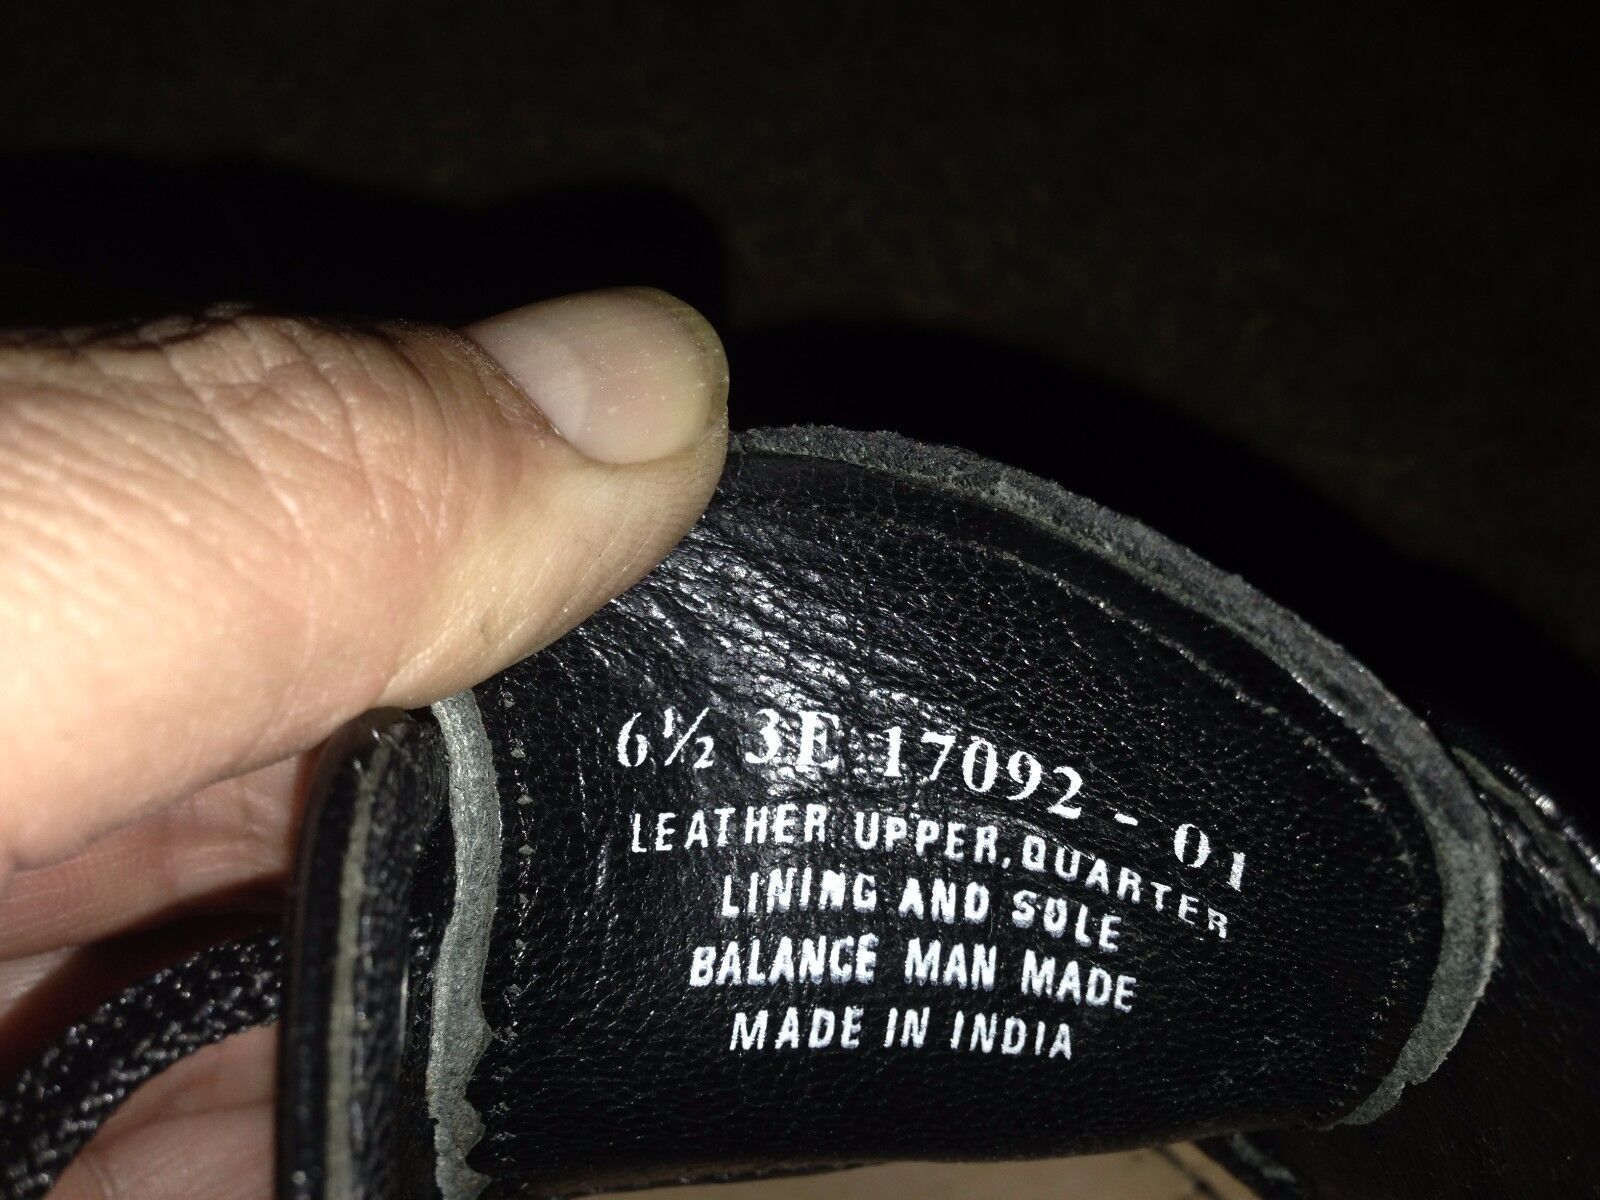 6½ 3E 17092 - 01
LEATHER UPPER, QUARTER
LINING AND SOLE
BALANCE MAN MADE
MADE IN INDIA